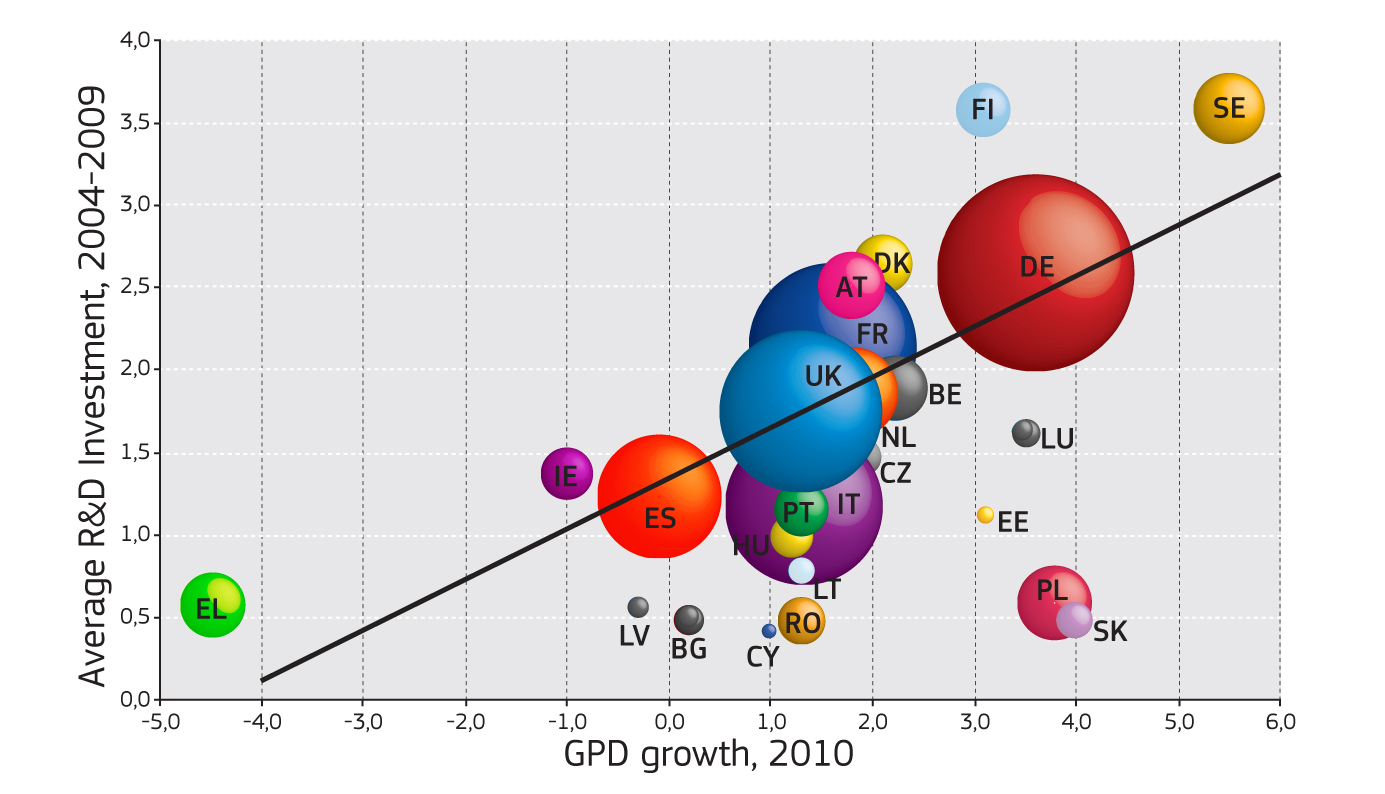 4,0
3,5
3,0
2,5
2,0
1,5
1,0
0,5
0,0
Average R&D Investment, 2004-2009
FI
SE
DK
DE
AT
FR
UK
BE
NL
LU
CZ
IE
IT
ES
PT
EE
HU
LT
PL
EL
RO
SK
LV
BG
CY
-5,0 -4,0 -3,0 -2,0 -1,0 0,0 1,0 2,0 3,0 4,0 5,0 6,0
GPD growth, 2010